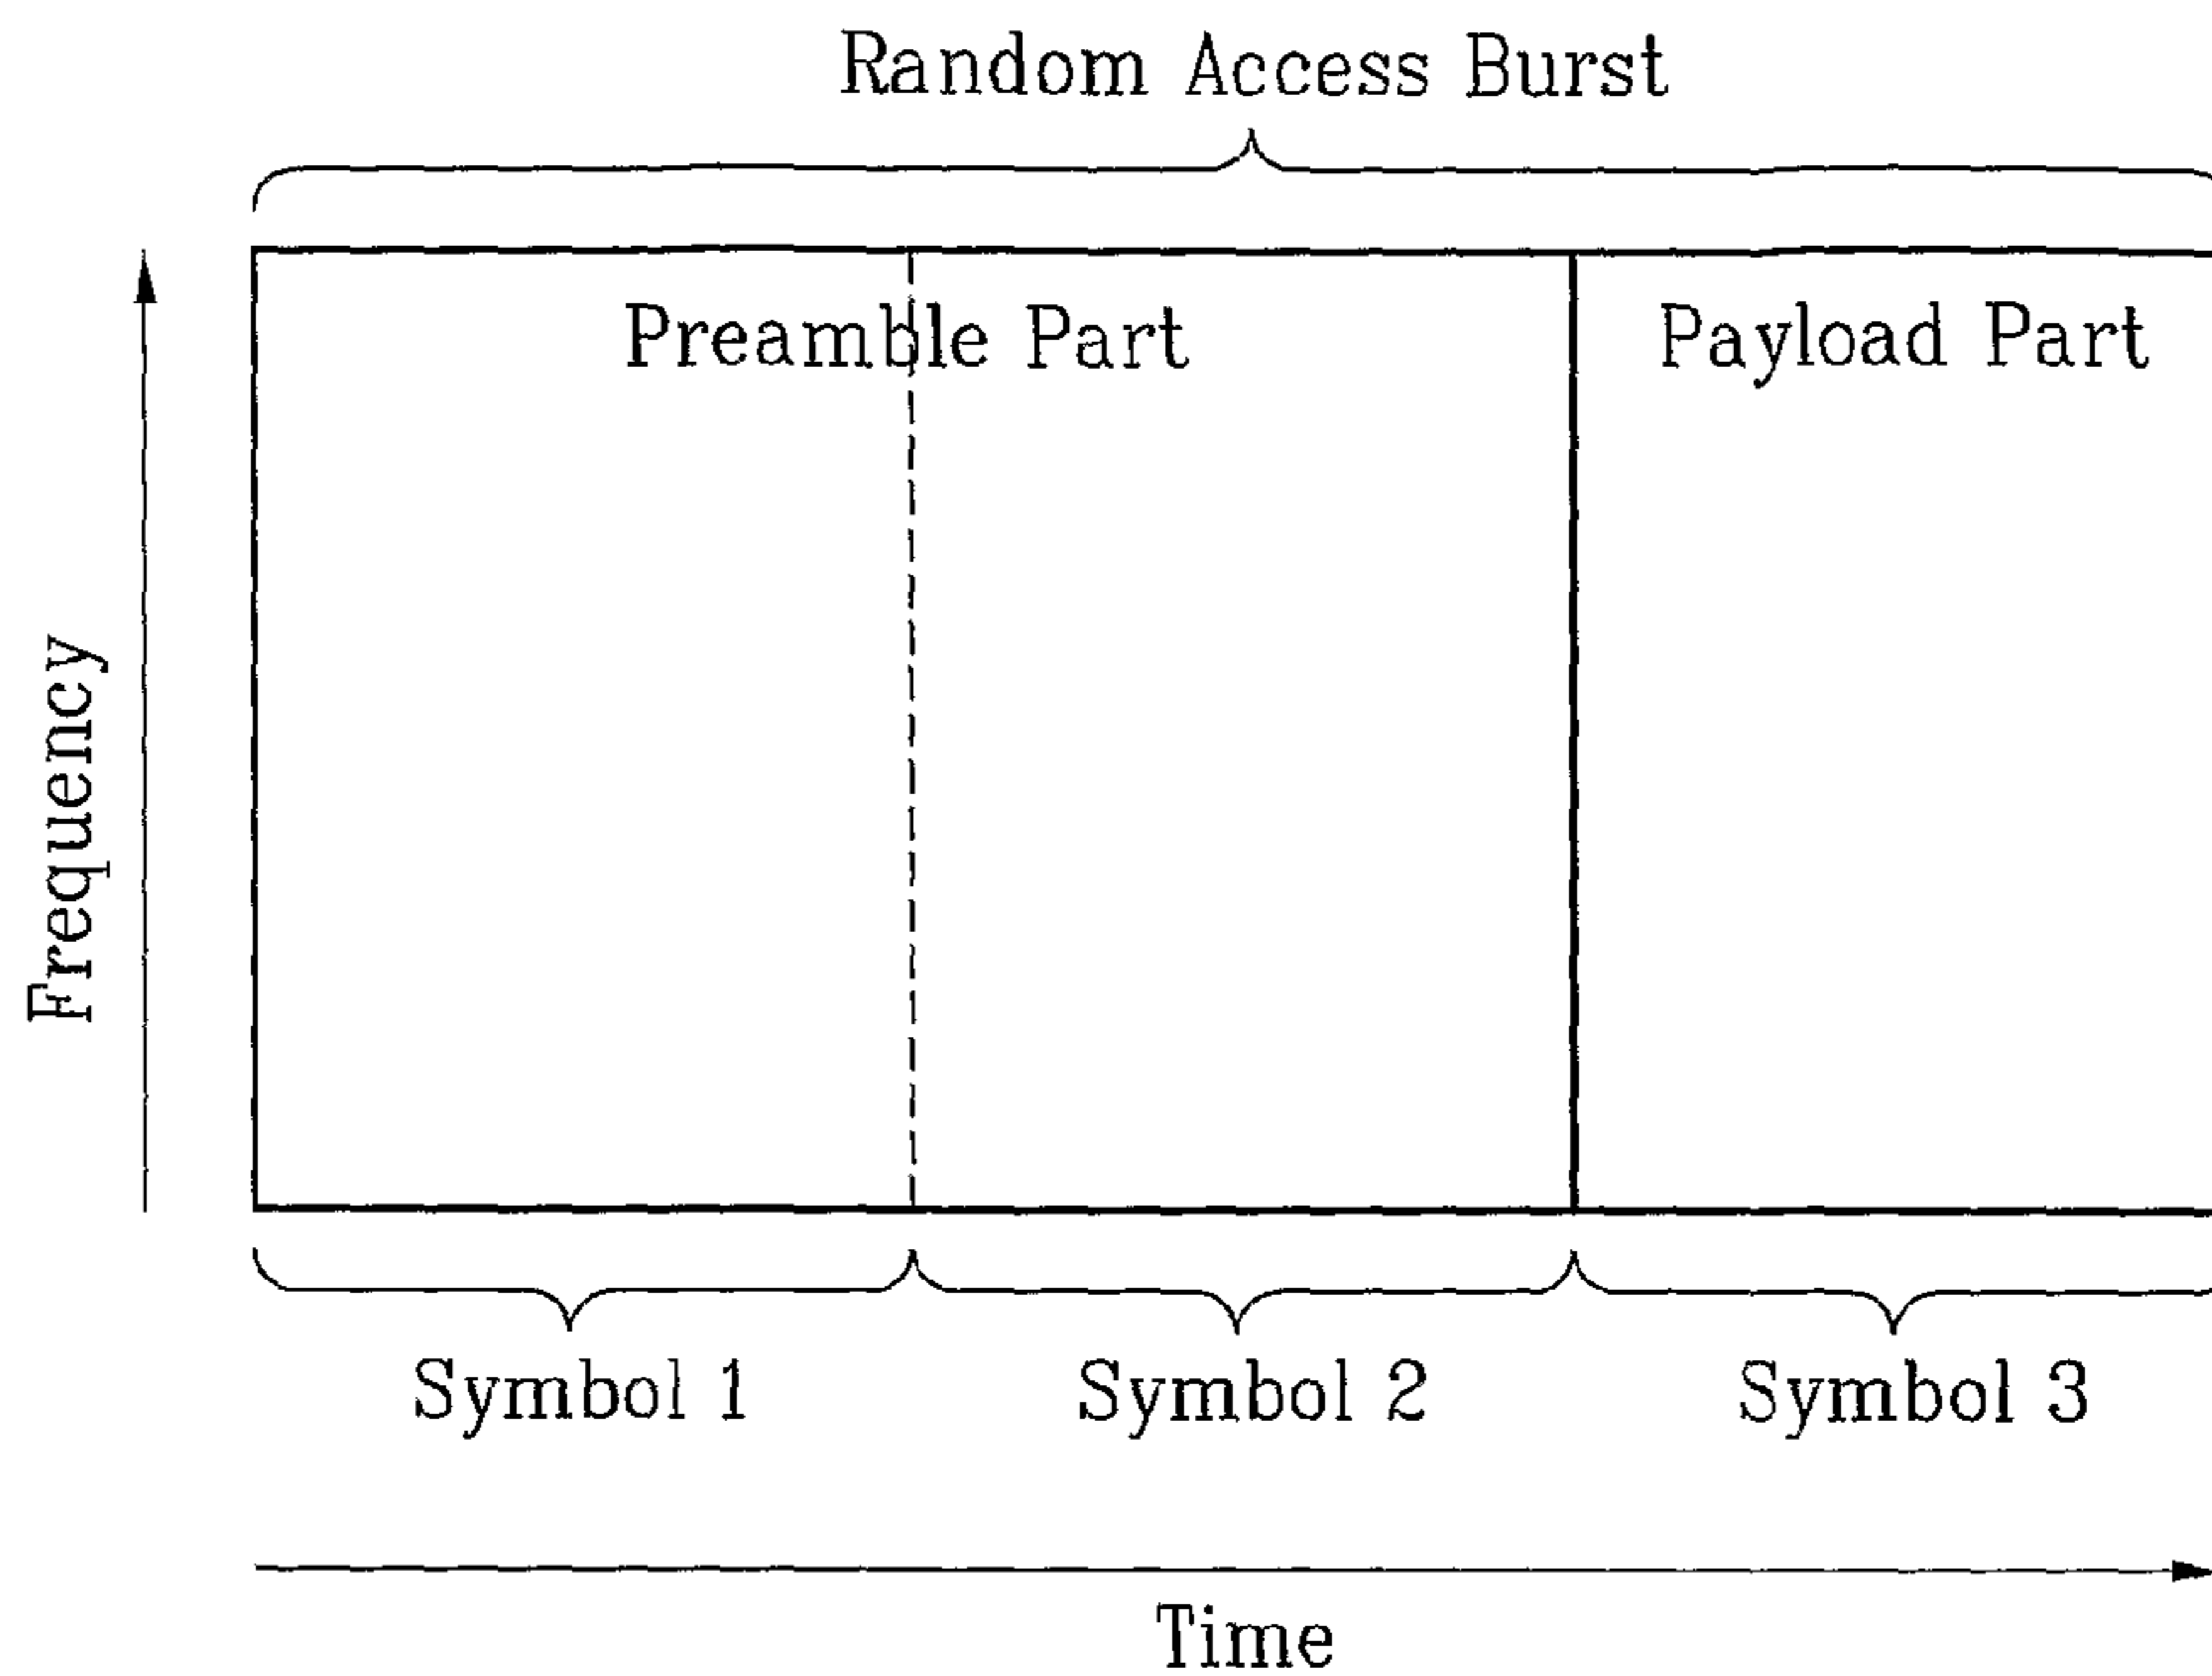 Random Access Burst
Preamble Part
Payload Part
Frequency
Symbol 1
Symbol 2
Symbol 3
Time